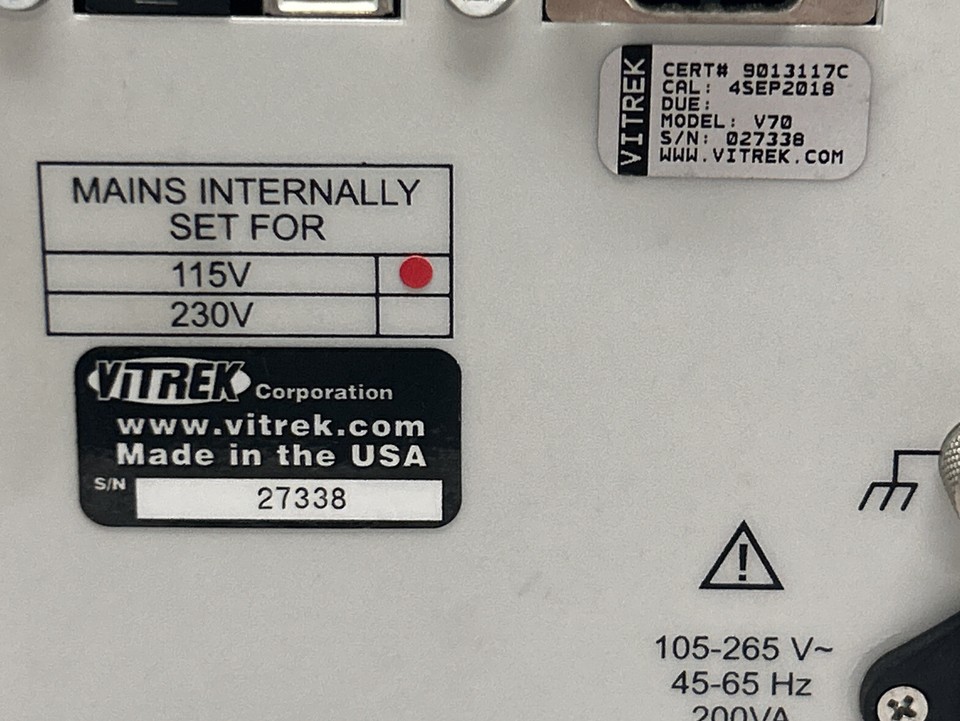 VITREK
CERT# 9013117C
CAL: 4SEP2018
DUE:
MODEL: V70
S/N: 027338
WWW.VITREK.COM
MAINS INTERNALLY
SET FOR
115V
230V
VITREK Corporation
www.vitrek.com
Made in the USA
S/N 27338
105-265 V~
45-65 Hz
200VA